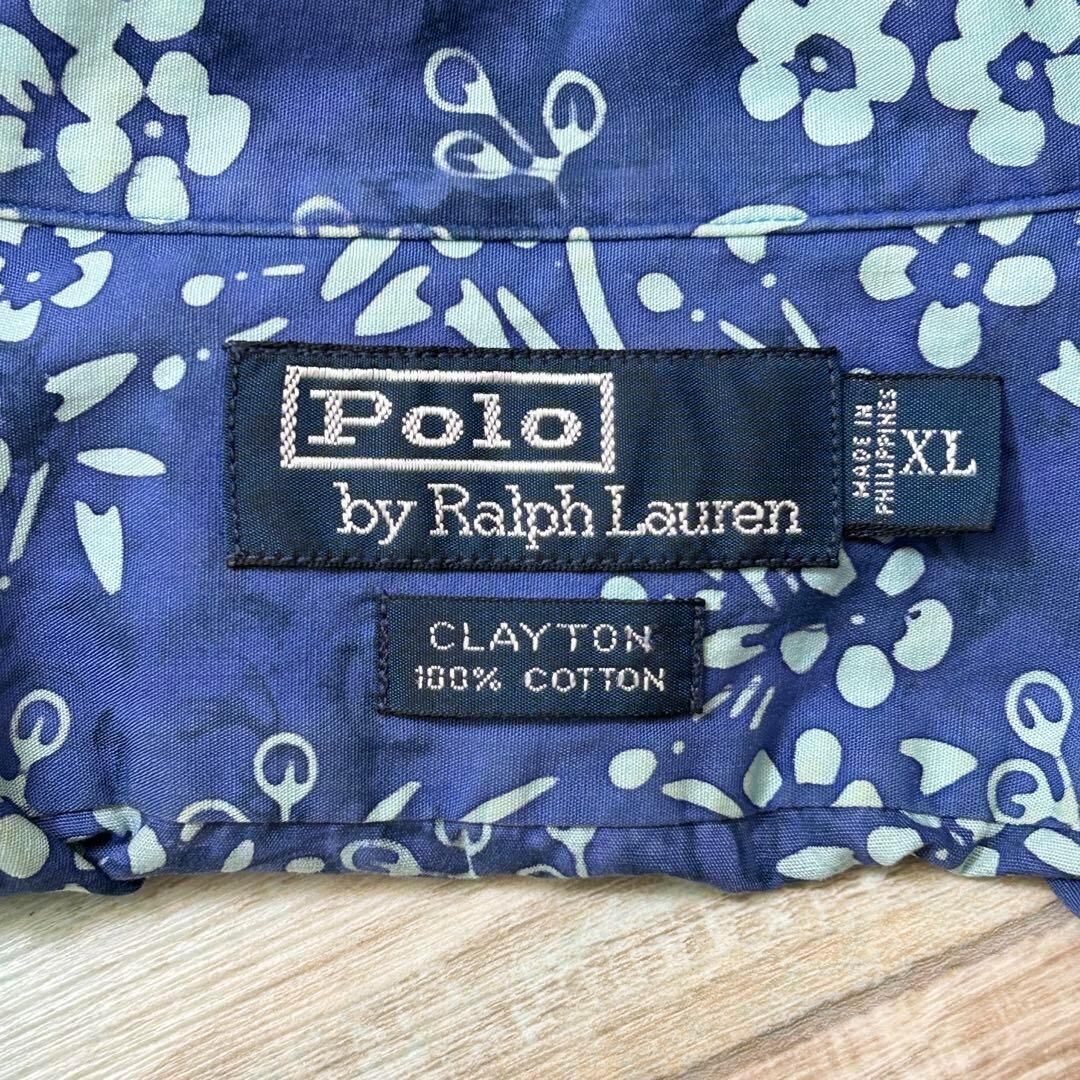 Polo
by Ralph Lauren
MADE IN
PHILIPPINES
XL
CLAYTON
100% COTTON